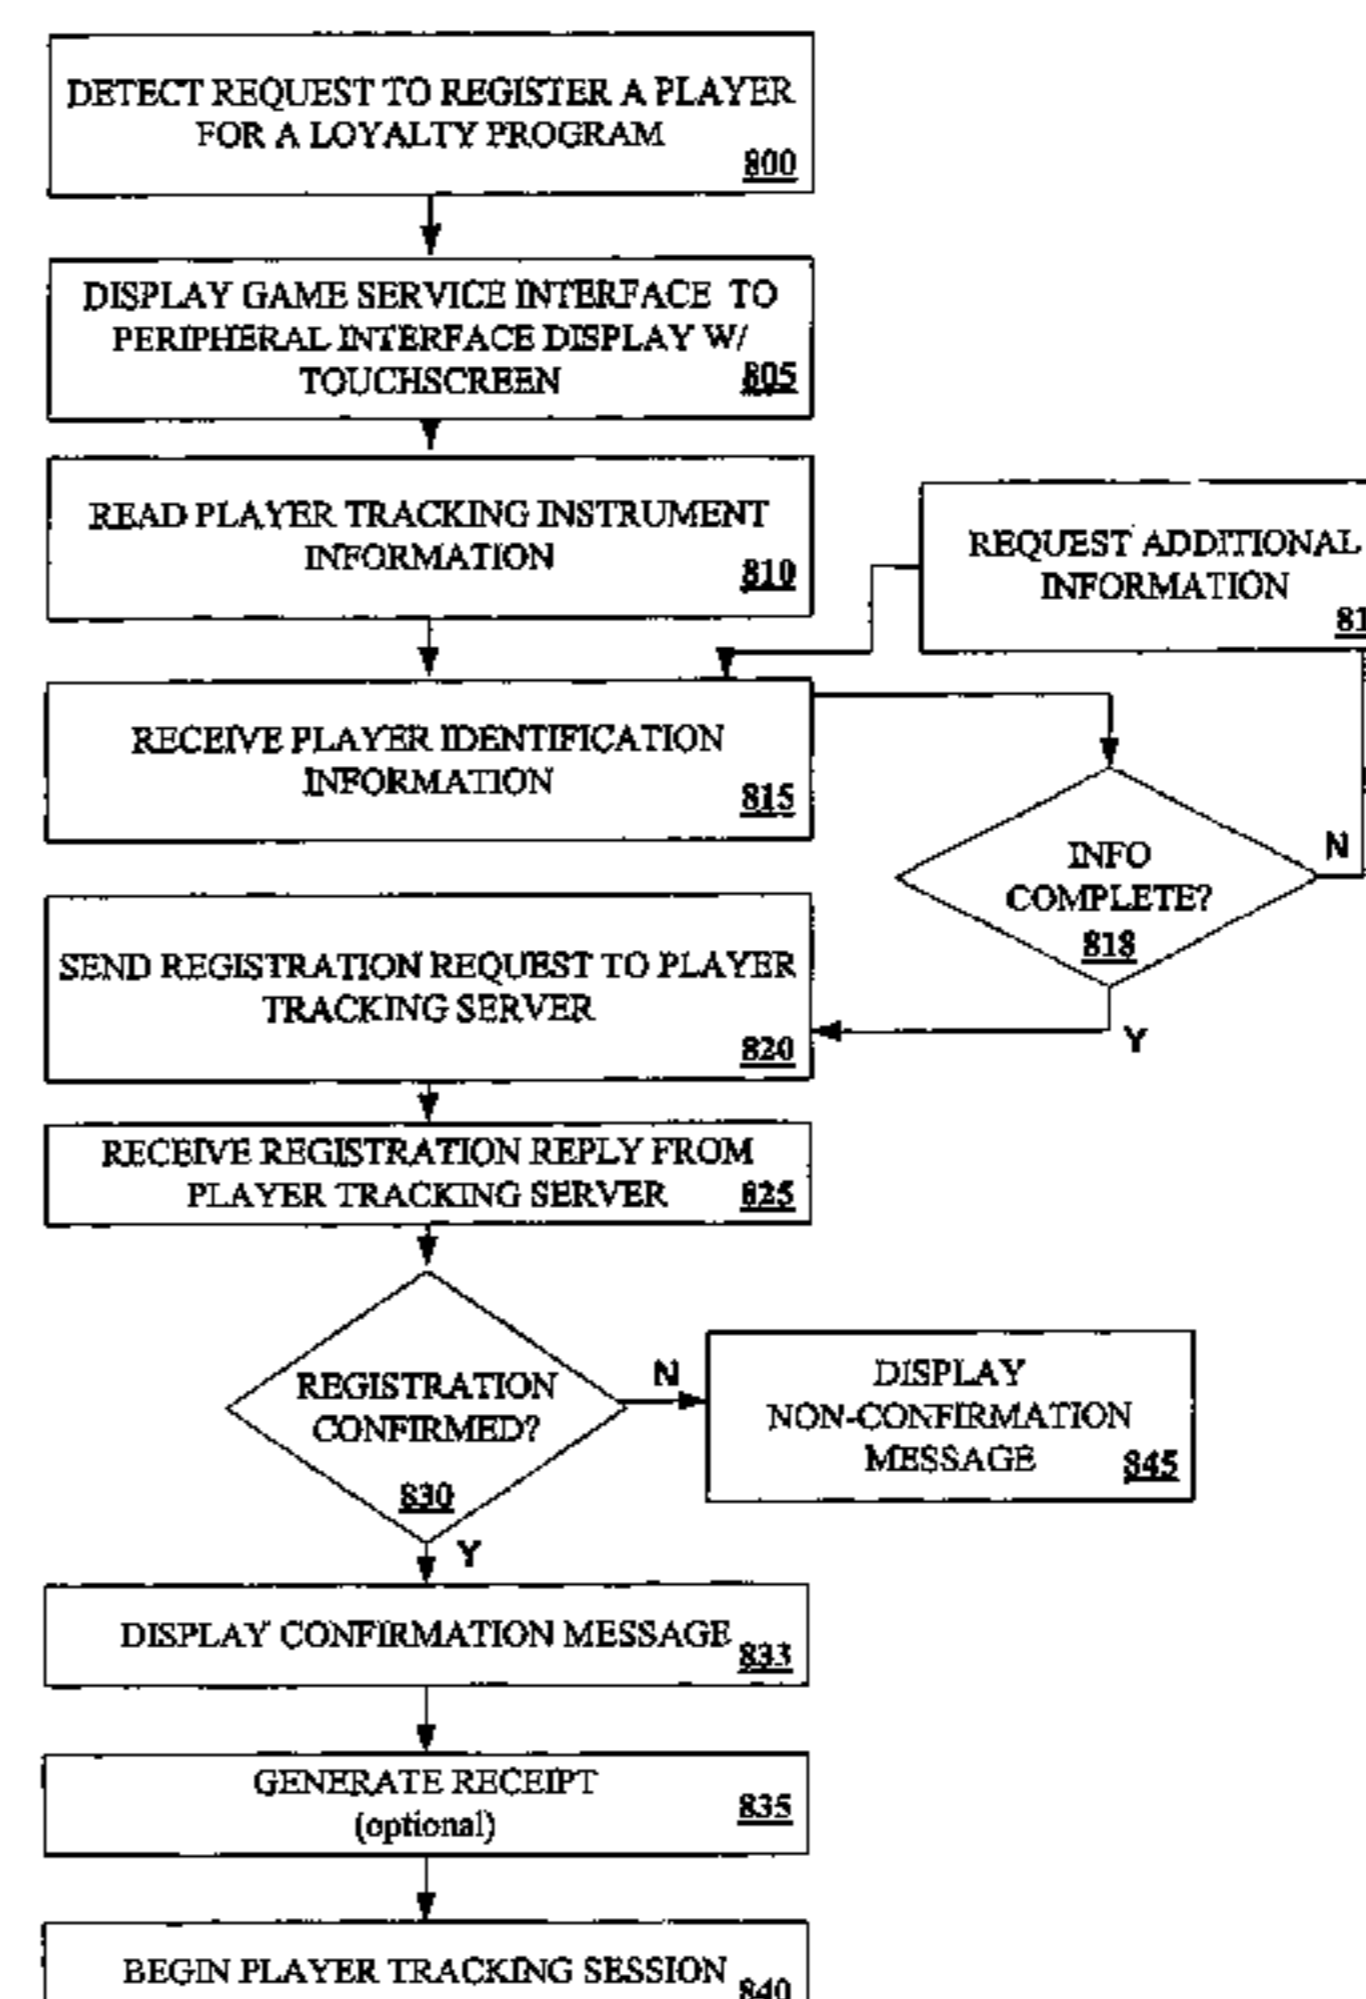 DETECT REQUEST TO REGISTER A PLAYER
FOR A LOYALTY PROGRAM
800
DISPLAY GAME SERVICE INTERFACE TO
PERIPHERAL INTERFACE DISPLAY W/
TOUCHSCREEN
805
READ PLAYER TRACKING INSTRUMENT
INFORMATION
810
REQUEST ADDITIONAL
INFORMATION
RECEIVE PLAYER IDENTIFICATION
INFORMATION
815
INFO
COMPLETE?
818
N
Y
SEND REGISTRATION REQUEST TO PLAYER
TRACKING SERVER
820
RECEIVE REGISTRATION REPLY FROM
PLAYER TRACKING SERVER
825
REGISTRATION
CONFIRMED?
830
N
Y
DISPLAY
NON-CONFIRMATION
MESSAGE
845
DISPLAY CONFIRMATION MESSAGE
833
GENERATE RECEIPT
(optional)
835
BEGIN PLAYER TRACKING SESSION
840